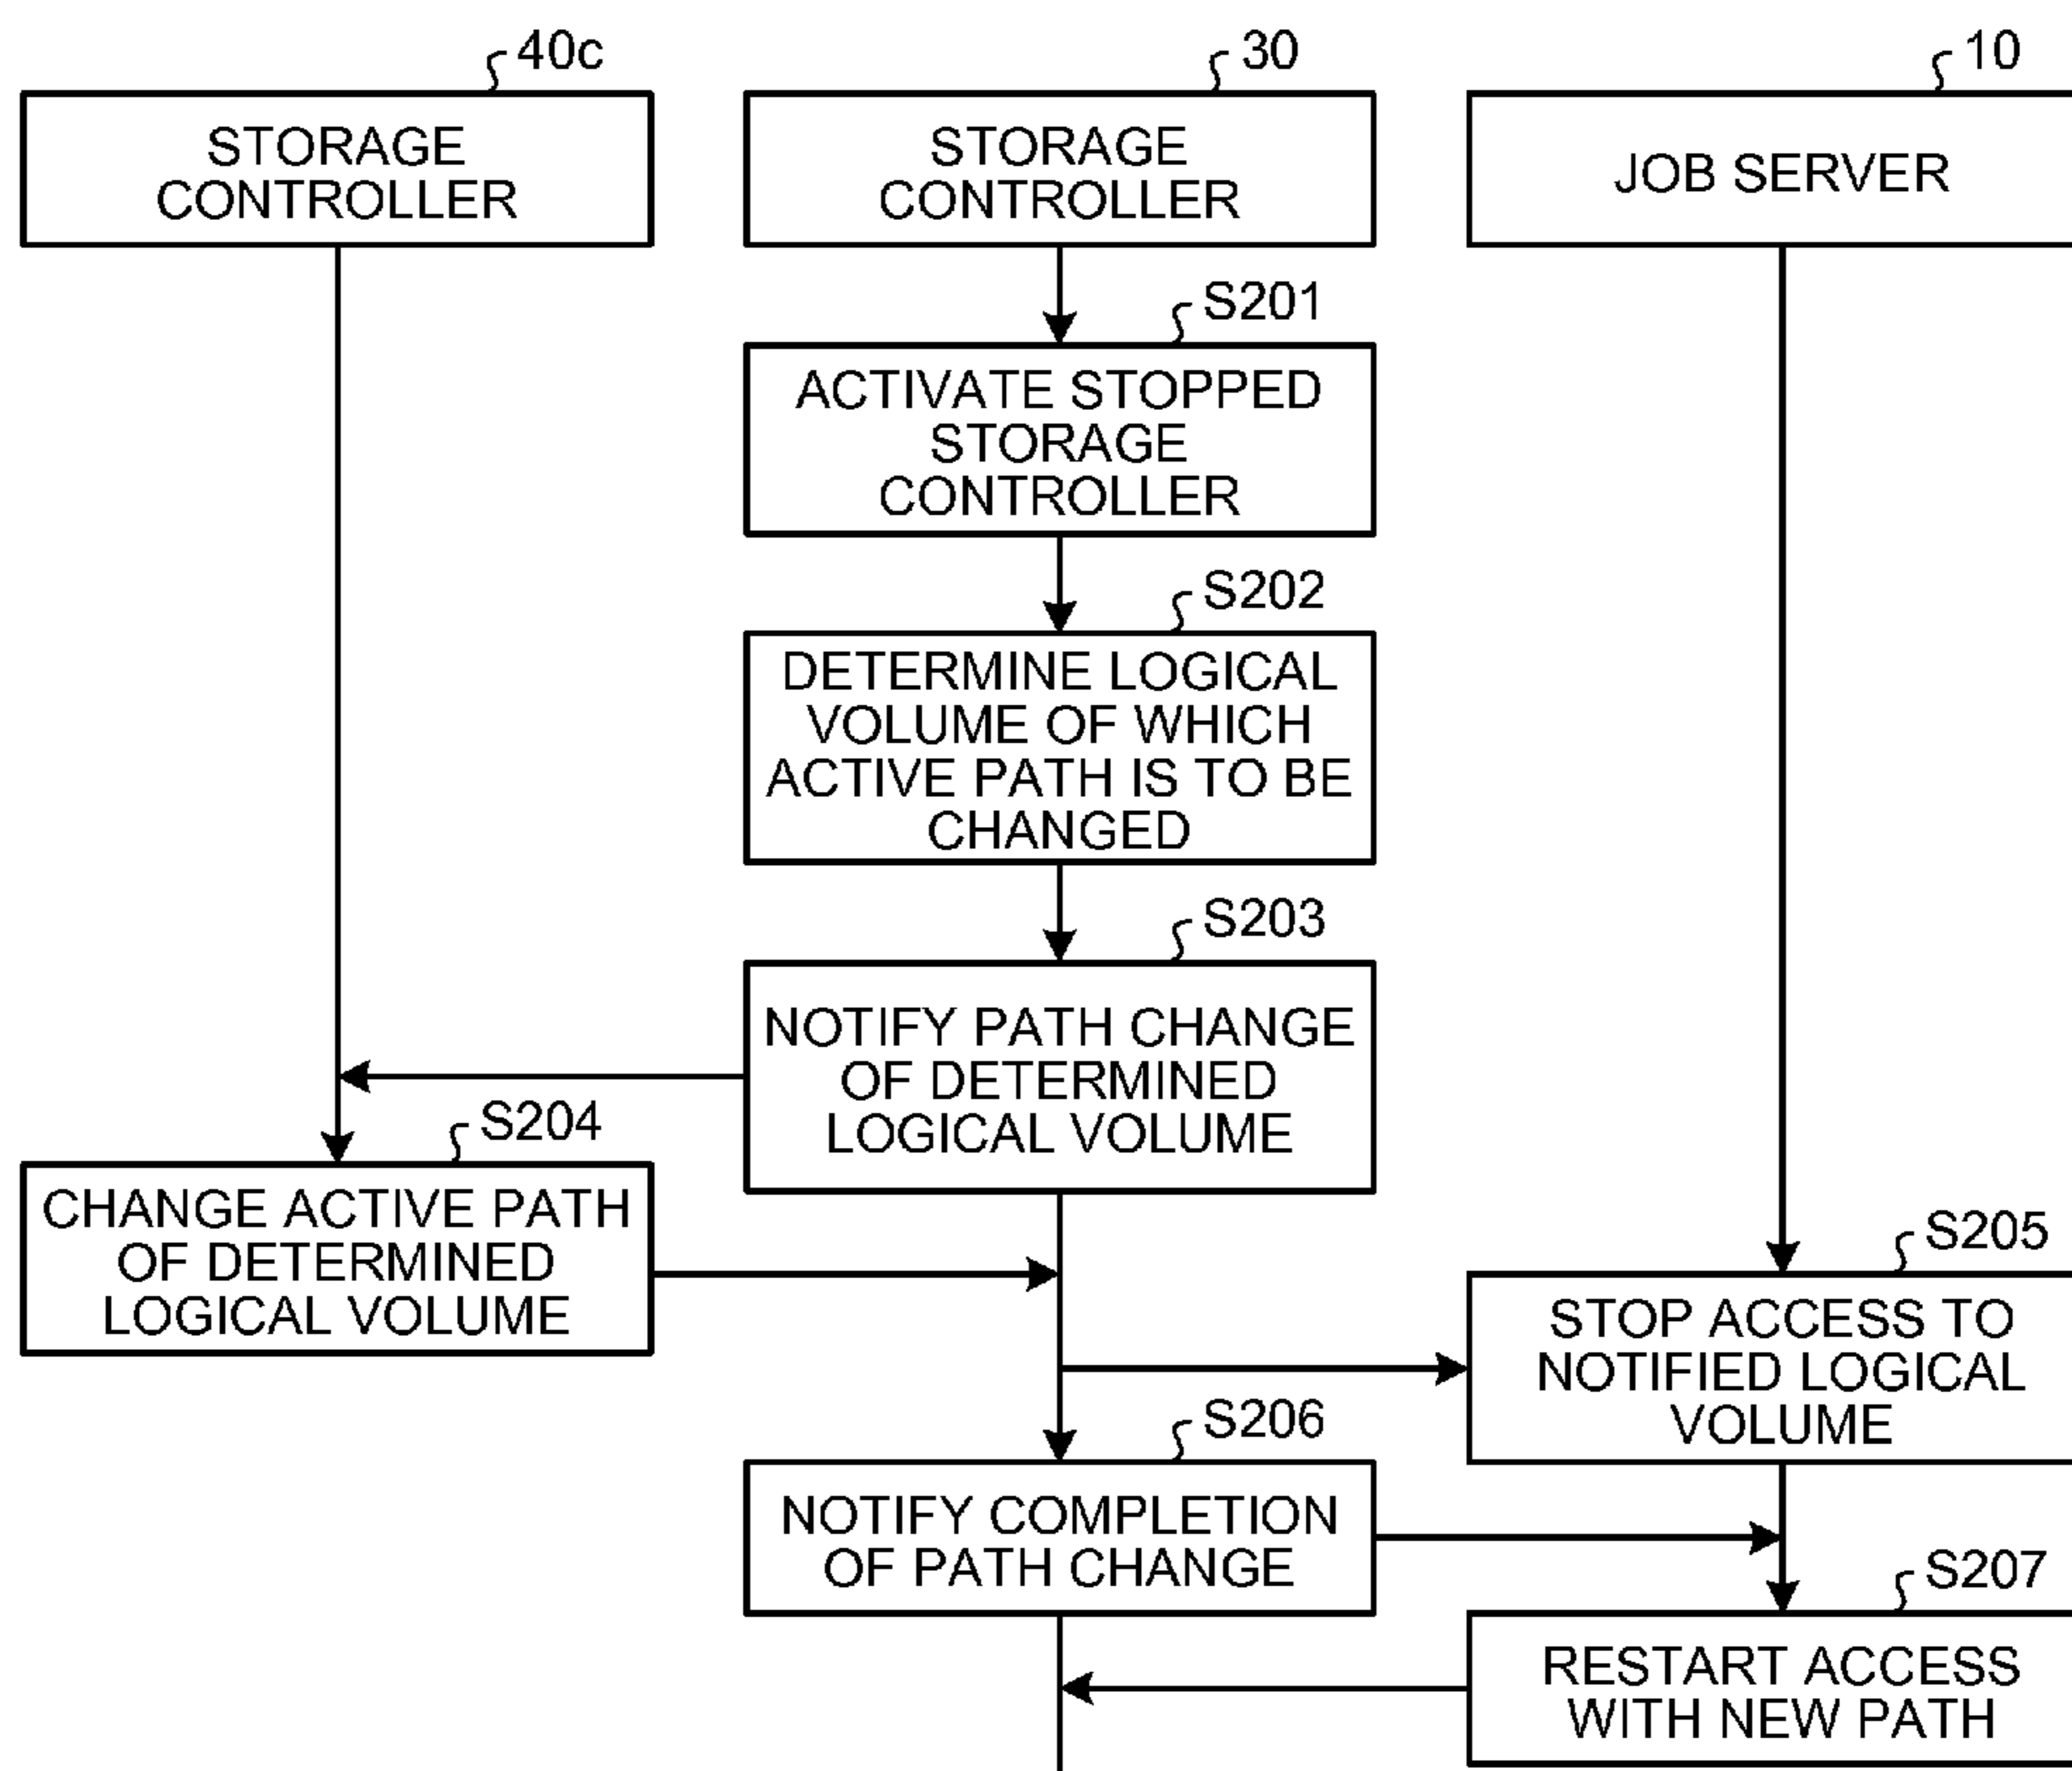 40c
30
10
STORAGE
CONTROLLER
STORAGE
CONTROLLER
JOB SERVER
S201
ACTIVATE STOPPED
STORAGE
CONTROLLER
S202
DETERMINE LOGICAL
VOLUME OF WHICH
ACTIVE PATH IS TO BE
CHANGED
S203
NOTIFY PATH CHANGE
OF DETERMINED
LOGICAL VOLUME
S204
CHANGE ACTIVE PATH
OF DETERMINED
LOGICAL VOLUME
S205
STOP ACCESS TO
NOTIFIED LOGICAL
VOLUME
S206
NOTIFY COMPLETION
OF PATH CHANGE
S207
RESTART ACCESS
WITH NEW PATH